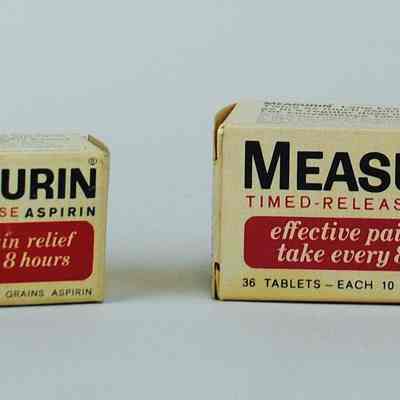 URIN®
SE ASPIRIN
in relief
8 hours
GRAINS ASPIRIN
MEASURIN
MEASU
TIMED-RELEAS
effective pai
take every 8
36 TABLETS – EACH 10